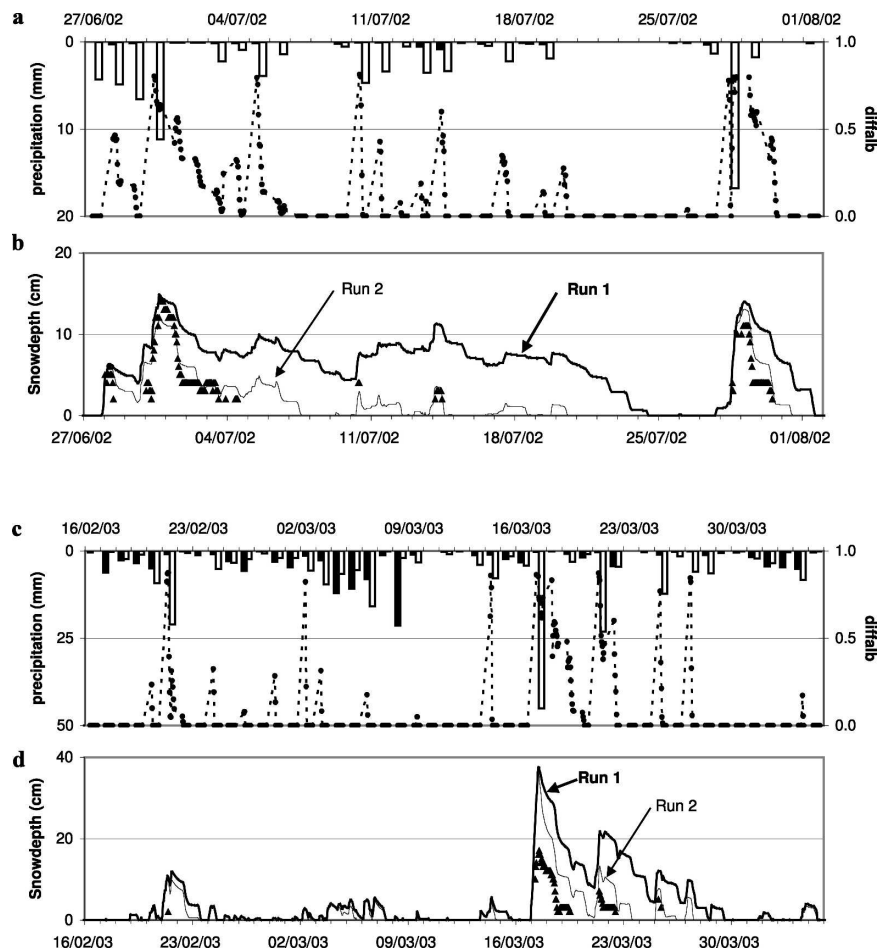 a
27/06/02 04/07/02 11/07/02 18/07/02 25/07/02 01/08/02
0 1.0
precipitation (mm)
10 0.5
diffalb
20 0.0
b
20
Snowdepth (cm)
Run 2 Run 1
10
0
27/06/02 04/07/02 11/07/02 18/07/02 25/07/02 01/08/02
c
16/02/03 23/02/03 02/03/03 09/03/03 16/03/03 23/03/03 30/03/03
0 1.0
precipitation (mm)
25 0.5
diffalb
50 0.0
d
40
Snowdepth (cm)
Run 1
Run 2
20
0
16/02/03 23/02/03 02/03/03 09/03/03 16/03/03 23/03/03 30/03/03